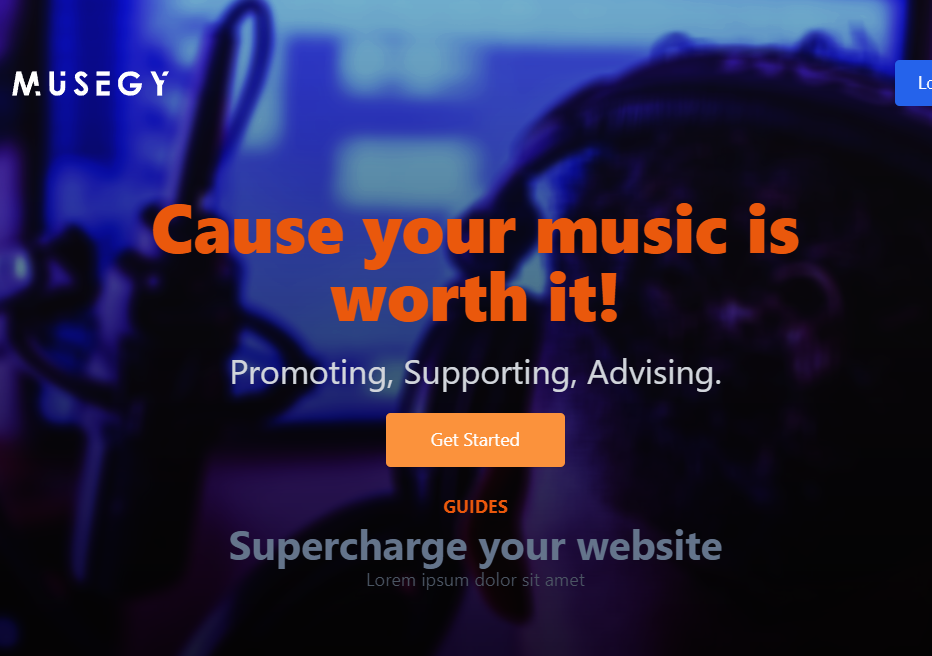 MUSEGY
Lo
Cause your music is
worth it!
Promoting, Supporting, Advising.
Get Started
GUIDES
Supercharge your website
Lorem ipsum dolor sit amet